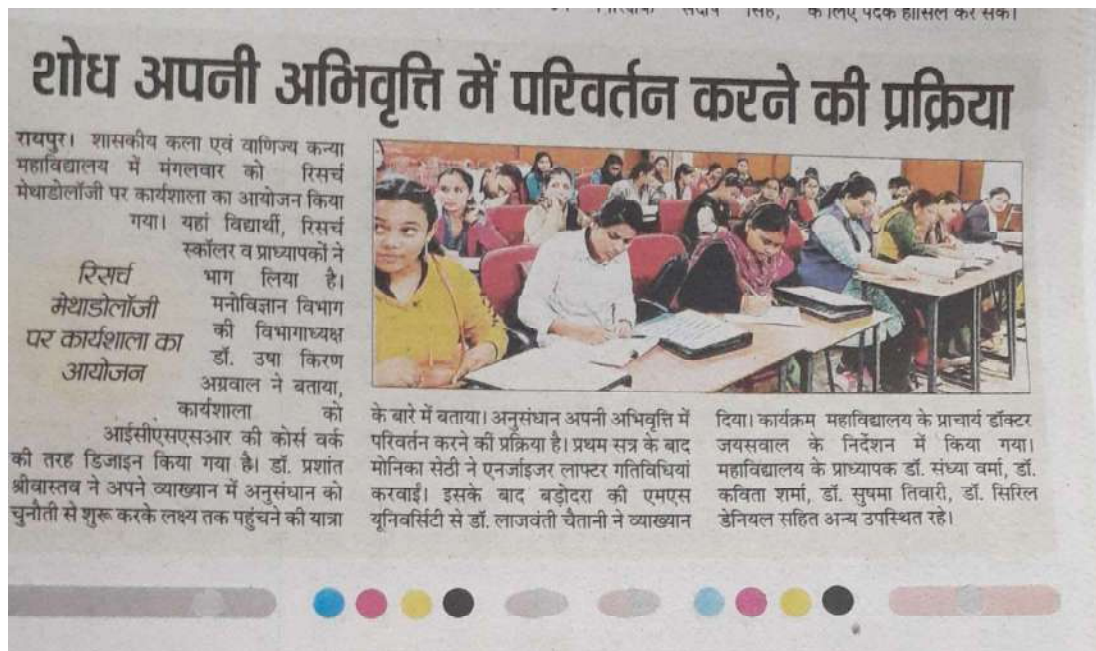 सिंह, के लिए पदक हासिल कर सके।
शोध अपनी अभिवृत्ति में परिवर्तन करने की प्रक्रिया
रायपुर। शासकीय कला एवं वाणिज्य कन्या
महाविद्यालय में मंगलवार को रिसर्च
मेथाडोलॉजी पर कार्यशाला का आयोजन किया
गया। यहां विद्यार्थी, रिसर्च
स्कॉलर व प्राध्यापकों ने
भाग लिया है।
मनोविज्ञान विभाग
की विभागाध्यक्ष
डॉ. उषा किरण
अग्रवाल ने बताया,
कार्यशाला को
आईसीएसएसआर की कोर्स वर्क
की तरह डिजाइन किया गया है। डॉ. प्रशांत
श्रीवास्तव ने अपने व्याख्यान में अनुसंधान को
चुनौती से शुरू करके लक्ष्य तक पहुंचने की यात्रा
रिसर्च
मेथाडोलॉजी
पर कार्यशाला का
आयोजन
के बारे में बताया। अनुसंधान अपनी अभिवृत्ति में
परिवर्तन करने की प्रक्रिया है। प्रथम सत्र के बाद
मोनिका सेठी ने एनर्जाइजर लाफ्टर गतिविधियां
करवाईं। इसके बाद बड़ोदरा की एमएस
यूनिवर्सिटी से डॉ. लाजवंती चैतानी ने व्याख्यान
दिया। कार्यक्रम महाविद्यालय के प्राचार्य डॉक्टर
जयसवाल के निर्देशन में किया गया।
महाविद्यालय के प्राध्यापक डॉ. संध्या वर्मा, डॉ.
कविता शर्मा, डॉ. सुषमा तिवारी, डॉ. सिरिल
डेनियल सहित अन्य उपस्थित रहे।